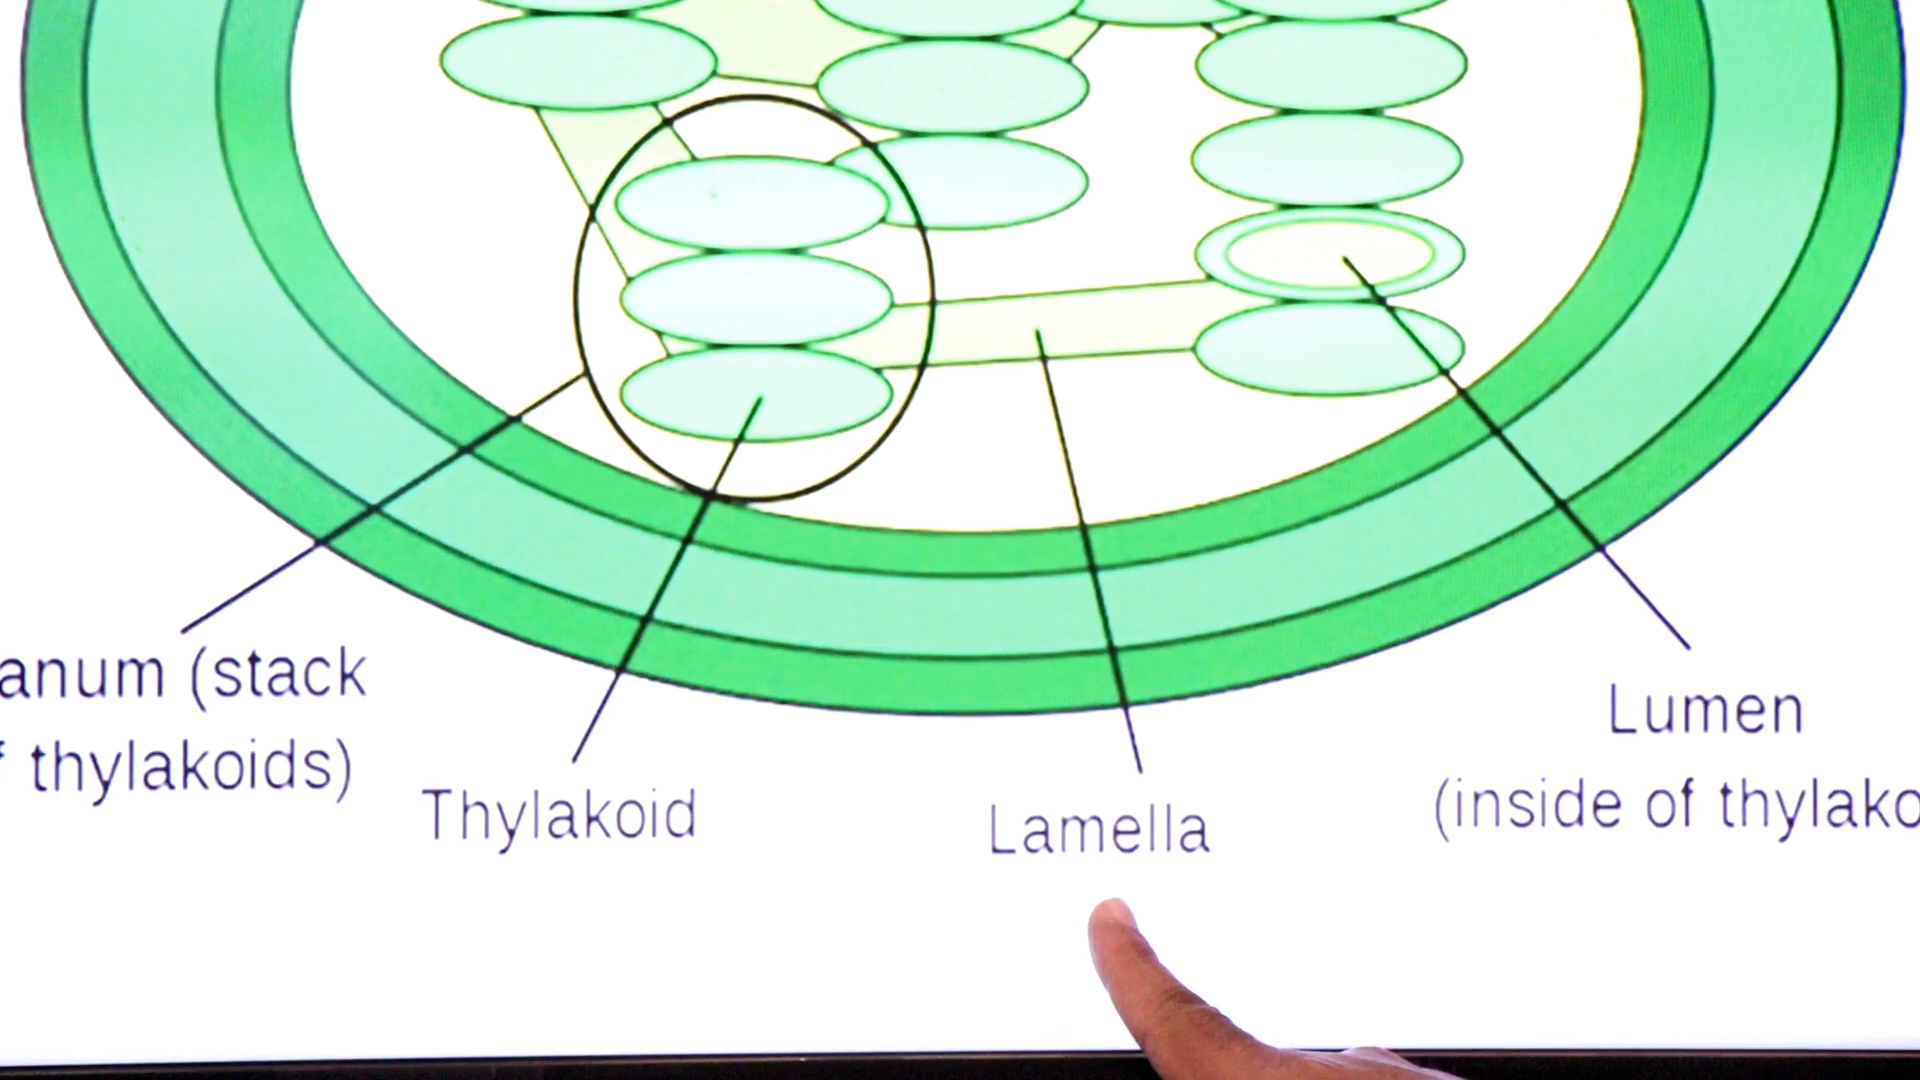 anum (stack
thylakoids)
Thylakoid
Lamella
Lumen
(inside of thylako